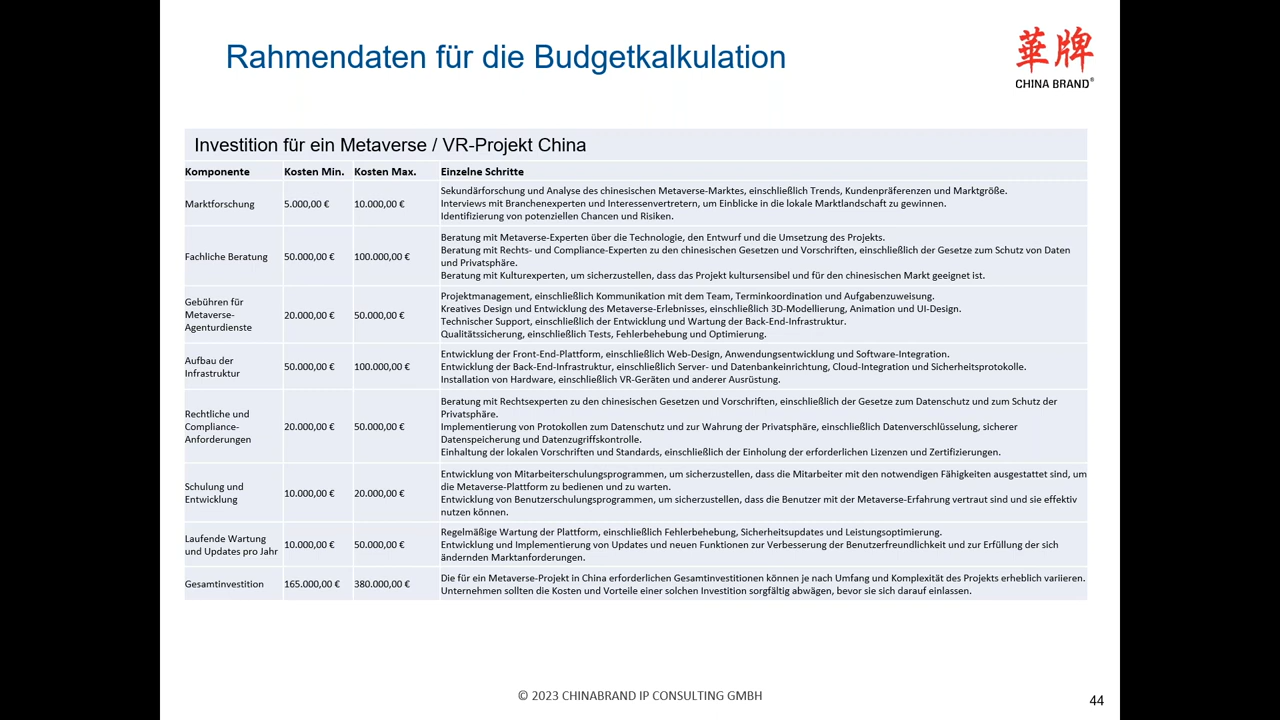 Rahmendaten für die Budgetkalkulation
華牌
CHINA BRAND®
Investition für ein Metaverse / VR-Projekt China
Komponente Kosten Min. Kosten Max. Einzelne Schritte
Marktforschung 5.000,00 € 10.000,00 €
Sekundärforschung und Analyse des chinesischen Metaverse-Marktes, einschließlich Trends, Kundenpräferenzen und Marktgröße.
Interviews mit Branchenexperten und Interessenvertretern, um Einblicke in die lokale Marktlandschaft zu gewinnen.
Identifizierung von potenziellen Chancen und Risiken.
Fachliche Beratung 50.000,00 € 100.000,00 €
Beratung mit Metaverse-Experten über die Technologie, den Entwurf und die Umsetzung des Projekts.
Beratung mit Rechts- und Compliance-Experten zu den chinesischen Gesetzen und Vorschriften, einschließlich der Gesetze zum Schutz von Daten
und Privatsphäre.
Beratung mit Kulturexperten, um sicherzustellen, dass das Projekt kultursensibel und für den chinesischen Markt geeignet ist.
Gebühren für
Metaverse-
Agenturdienste
20.000,00 € 50.000,00 €
Projektmanagement, einschließlich Kommunikation mit dem Team, Terminkoordination und Aufgabenzuweisung.
Kreatives Design und Entwicklung des Metaverse-Erlebnisses, einschließlich 3D-Modellierung, Animation und UI-Design.
Technischer Support, einschließlich der Entwicklung und Wartung der Back-End-Infrastruktur.
Qualitätssicherung, einschließlich Tests, Fehlerbehebung und Optimierung.
Aufbau der
Infrastruktur
50.000,00 € 100.000,00 €
Entwicklung der Front-End-Plattform, einschließlich Web-Design, Anwendungsentwicklung und Software-Integration.
Entwicklung der Back-End-Infrastruktur, einschließlich Server- und Datenbankeinrichtung, Cloud-Integration und Sicherheitsprotokolle.
Installation von Hardware, einschließlich VR-Geräten und anderer Ausrüstung.
Rechtliche und
Compliance-
Anforderungen
20.000,00 € 50.000,00 €
Beratung mit Rechtsexperten zu den chinesischen Gesetzen und Vorschriften, einschließlich der Gesetze zum Datenschutz und zum Schutz der
Privatsphäre.
Implementierung von Protokollen zum Datenschutz und zur Wahrung der Privatsphäre, einschließlich Datenverschlüsselung, sicherer
Datenspeicherung und Datenzugriffskontrolle.
Einhaltung der lokalen Vorschriften und Standards, einschließlich der Einholung der erforderlichen Lizenzen und Zertifizierungen.
Schulung und
Entwicklung
10.000,00 € 20.000,00 €
Entwicklung von Mitarbeiterschulungsprogrammen, um sicherzustellen, dass die Mitarbeiter mit den notwendigen Fähigkeiten ausgestattet sind, um
die Metaverse-Plattform zu bedienen und zu warten.
Entwicklung von Benutzerschulungsprogrammen, um sicherzustellen, dass die Benutzer mit der Metaverse-Erfahrung vertraut sind und sie effektiv
nutzen können.
Laufende Wartung
und Updates pro Jahr
10.000,00 € 50.000,00 €
Regelmäßige Wartung der Plattform, einschließlich Fehlerbehebung, Sicherheitsupdates und Leistungsoptimierung.
Entwicklung und Implementierung von Updates und neuen Funktionen zur Verbesserung der Benutzerfreundlichkeit und zur Erfüllung der sich
ändernden Marktanforderungen.
Gesamtinvestition 165.000,00 € 380.000,00 €
Die für ein Metaverse-Projekt in China erforderlichen Gesamtinvestitionen können je nach Umfang und Komplexität des Projekts erheblich variieren.
Unternehmen sollten die Kosten und Vorteile einer solchen Investition sorgfältig abwägen, bevor sie sich darauf einlassen.
© 2023 CHINABRAND IP CONSULTING GMBH
44